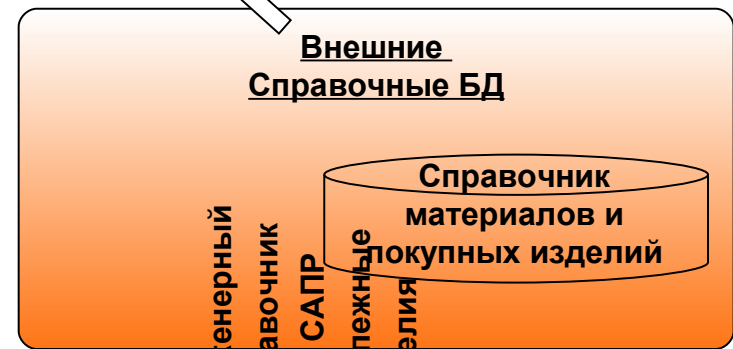 Внешние
Справочные БД
Справочник
материалов и
покупных изделий
САПР